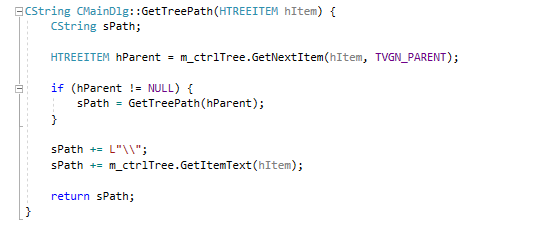 CString CMainDlg::GetTreePath(HTREEITEM hItem) {
CString sPath;
HTREEITEM hParent = m_ctrlTree.GetNextItem(hItem, TVGN_PARENT);
if (hParent != NULL) {
sPath = GetTreePath(hParent);
}
sPath += L"\\";
sPath += m_ctrlTree.GetItemText(hItem);
return sPath;
}